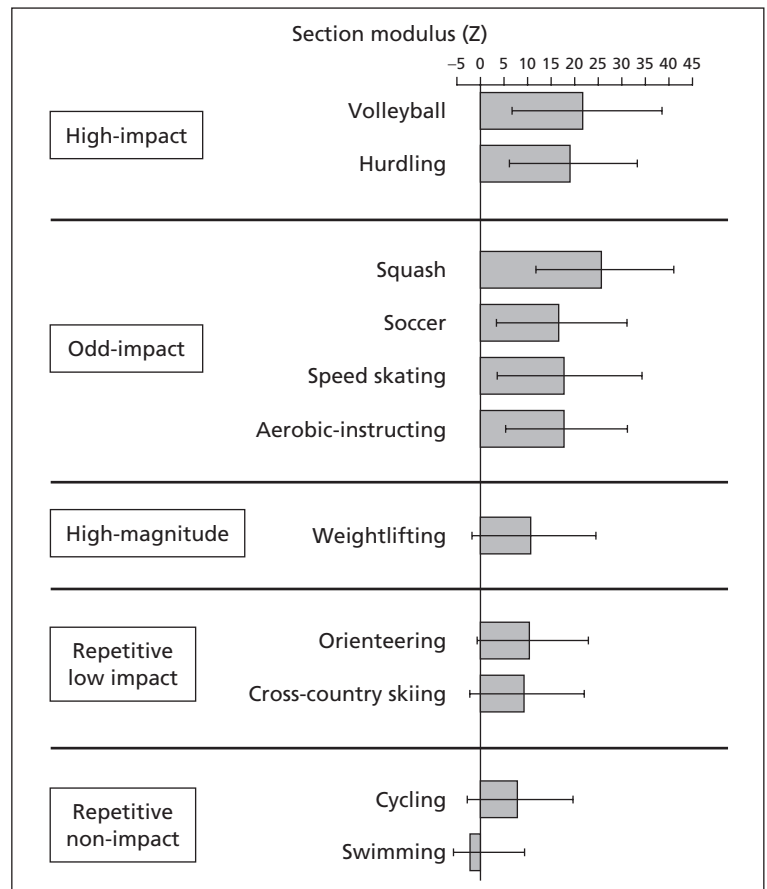 Section modulus (Z)
–5 0 5 10 15 20 25 30 35 40 45
High-impact
Volleyball
Hurdling
Odd-impact
Squash
Soccer
Speed skating
Aerobic-instructing
High-magnitude
Weightlifting
Repetitive
low impact
Orienteering
Cross-country skiing
Repetitive
non-impact
Cycling
Swimming